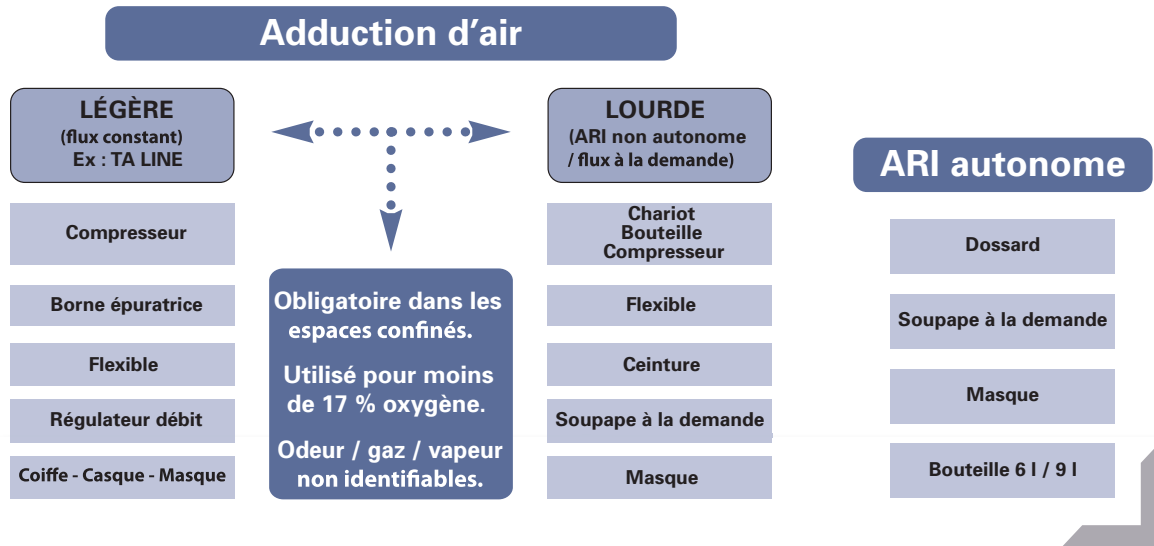 Adduction d'air
LÉGÈRE
(flux constant)
Ex : TA LINE
Compresseur
Borne épuratrice
Flexible
Régulateur débit
Coiffe - Casque - Masque
Obligatoire dans les
espaces confinés.
Utilisé pour moins
de 17 % oxygène.
Odeur / gaz / vapeur
non identifiables.
LOURDE
(ARI non autonome
/ flux à la demande)
Chariot
Bouteille
Compresseur
Flexible
Ceinture
Soupape à la demande
Masque
ARI autonome
Dossard
Soupape à la demande
Masque
Bouteille 6 l / 9 l